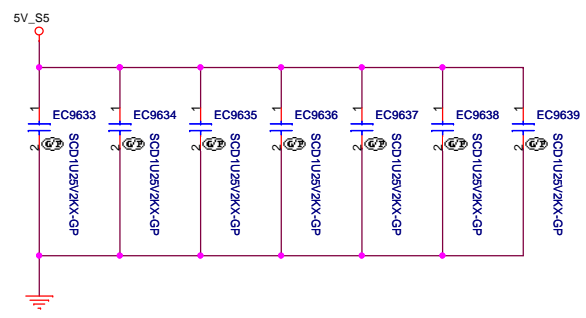 5V_S5
1 EC9633 2 G/P SCD1U25V2KX-GP
1 EC9634 2 G/P SCD1U25V2KX-GP
1 EC9635 2 G/P SCD1U25V2KX-GP
1 EC9636 2 G/P SCD1U25V2KX-GP
1 EC9637 2 G/P SCD1U25V2KX-GP
1 EC9638 2 G/P SCD1U25V2KX-GP
1 EC9639 2 G/P SCD1U25V2KX-GP